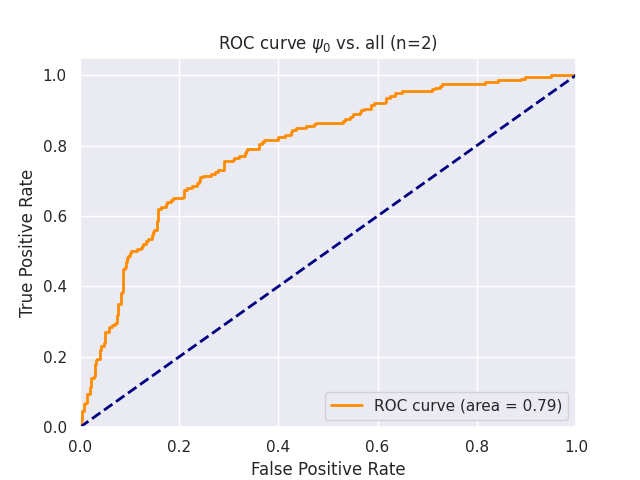 ROC curve ψ₀ vs. all (n=2)
True Positive Rate
1.0
0.8
0.6
0.4
0.2
0.0
ROC curve (area = 0.79)
0.0 0.2 0.4 0.6 0.8 1.0
False Positive Rate